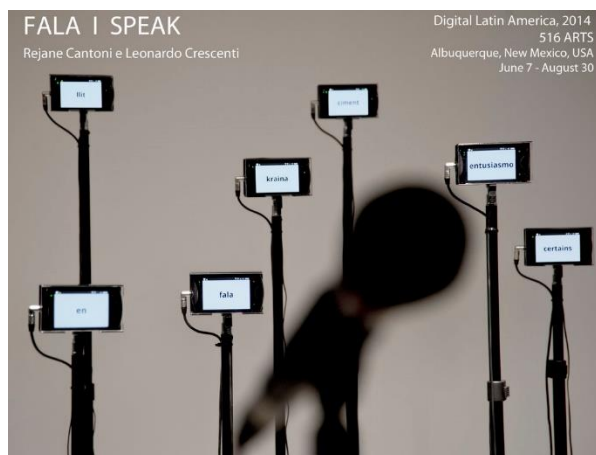 FALA I SPEAK
Rejane Cantoni e Leonardo Crescenti
Digital Latin America, 2014
516 ARTS
Albuquerque, New Mexico, USA
June 7 - August 30
llit
ciment
kraina
entusiasmo
certains
fala
en